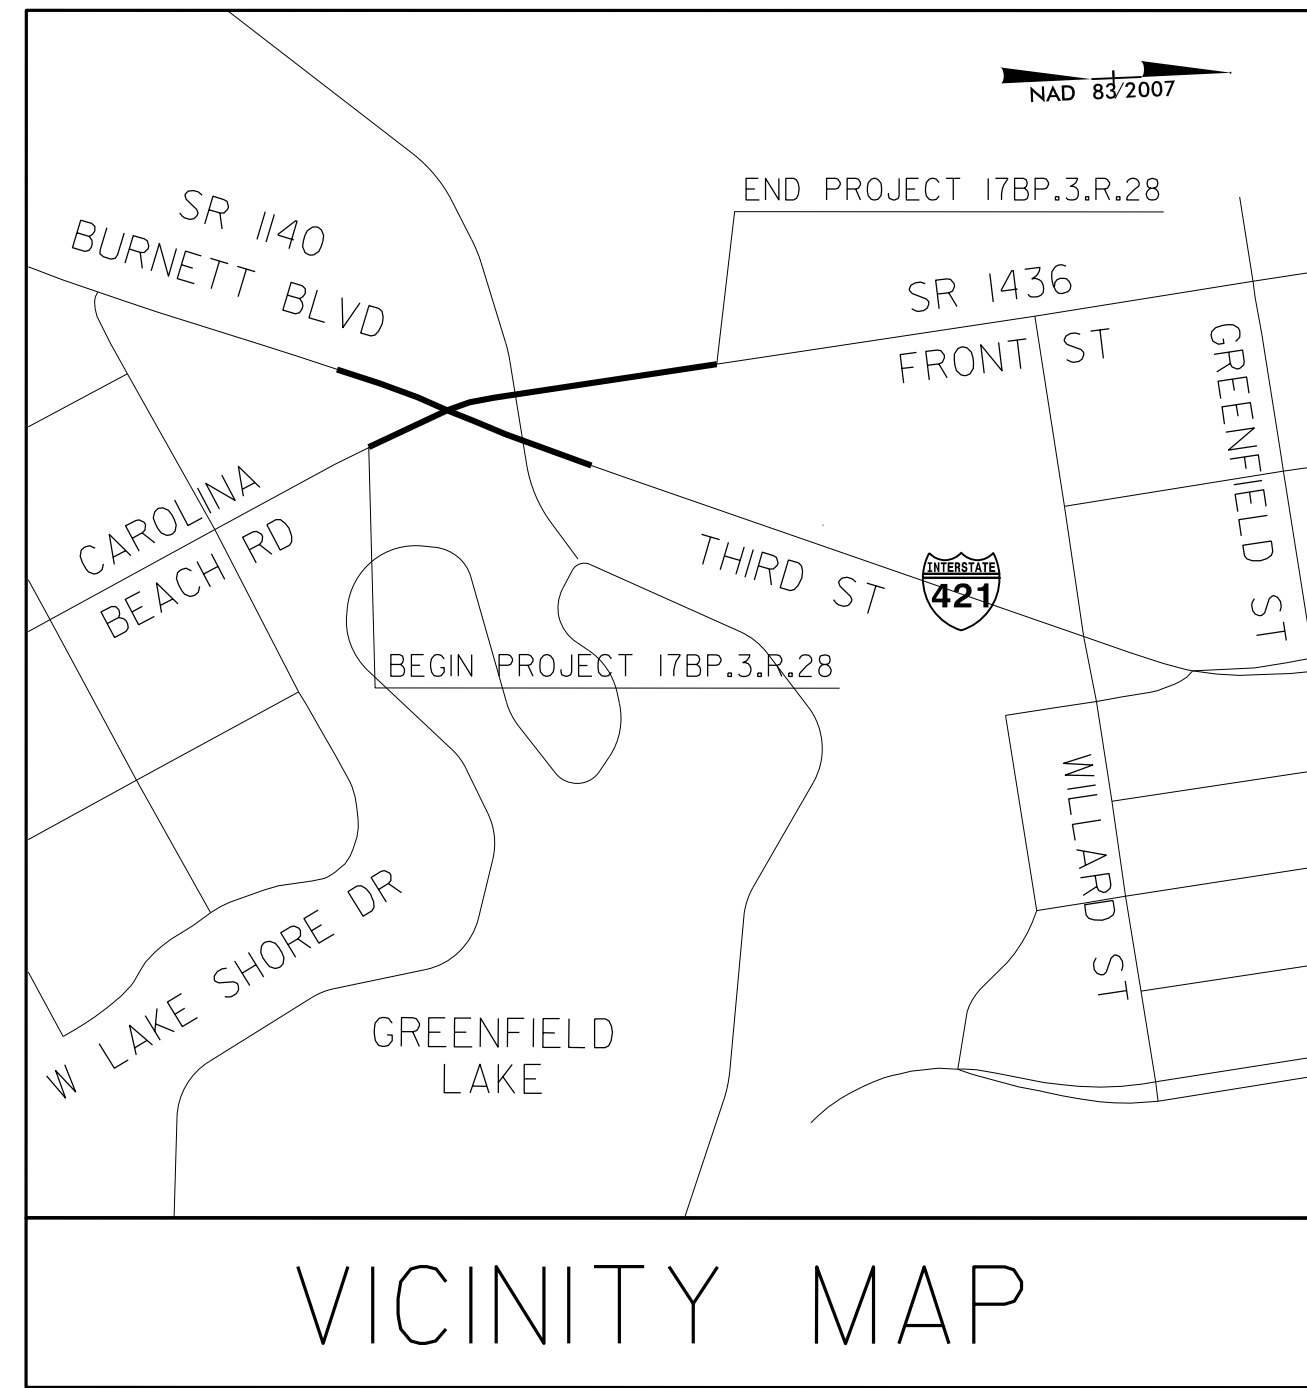 NAD 83/2007
END PROJECT 17BP.3.R.28
SR 1140
BURNETT BLVD
SR 1436
FRONT ST
GREENFIELD ST
CAROLINA
BEACH RD
THIRD ST
INTERSTATE
421
BEGIN PROJECT 17BP.3.R.28
WILLARD ST
W LAKE SHORE DR
GREENFIELD
LAKE
VICINITY MAP